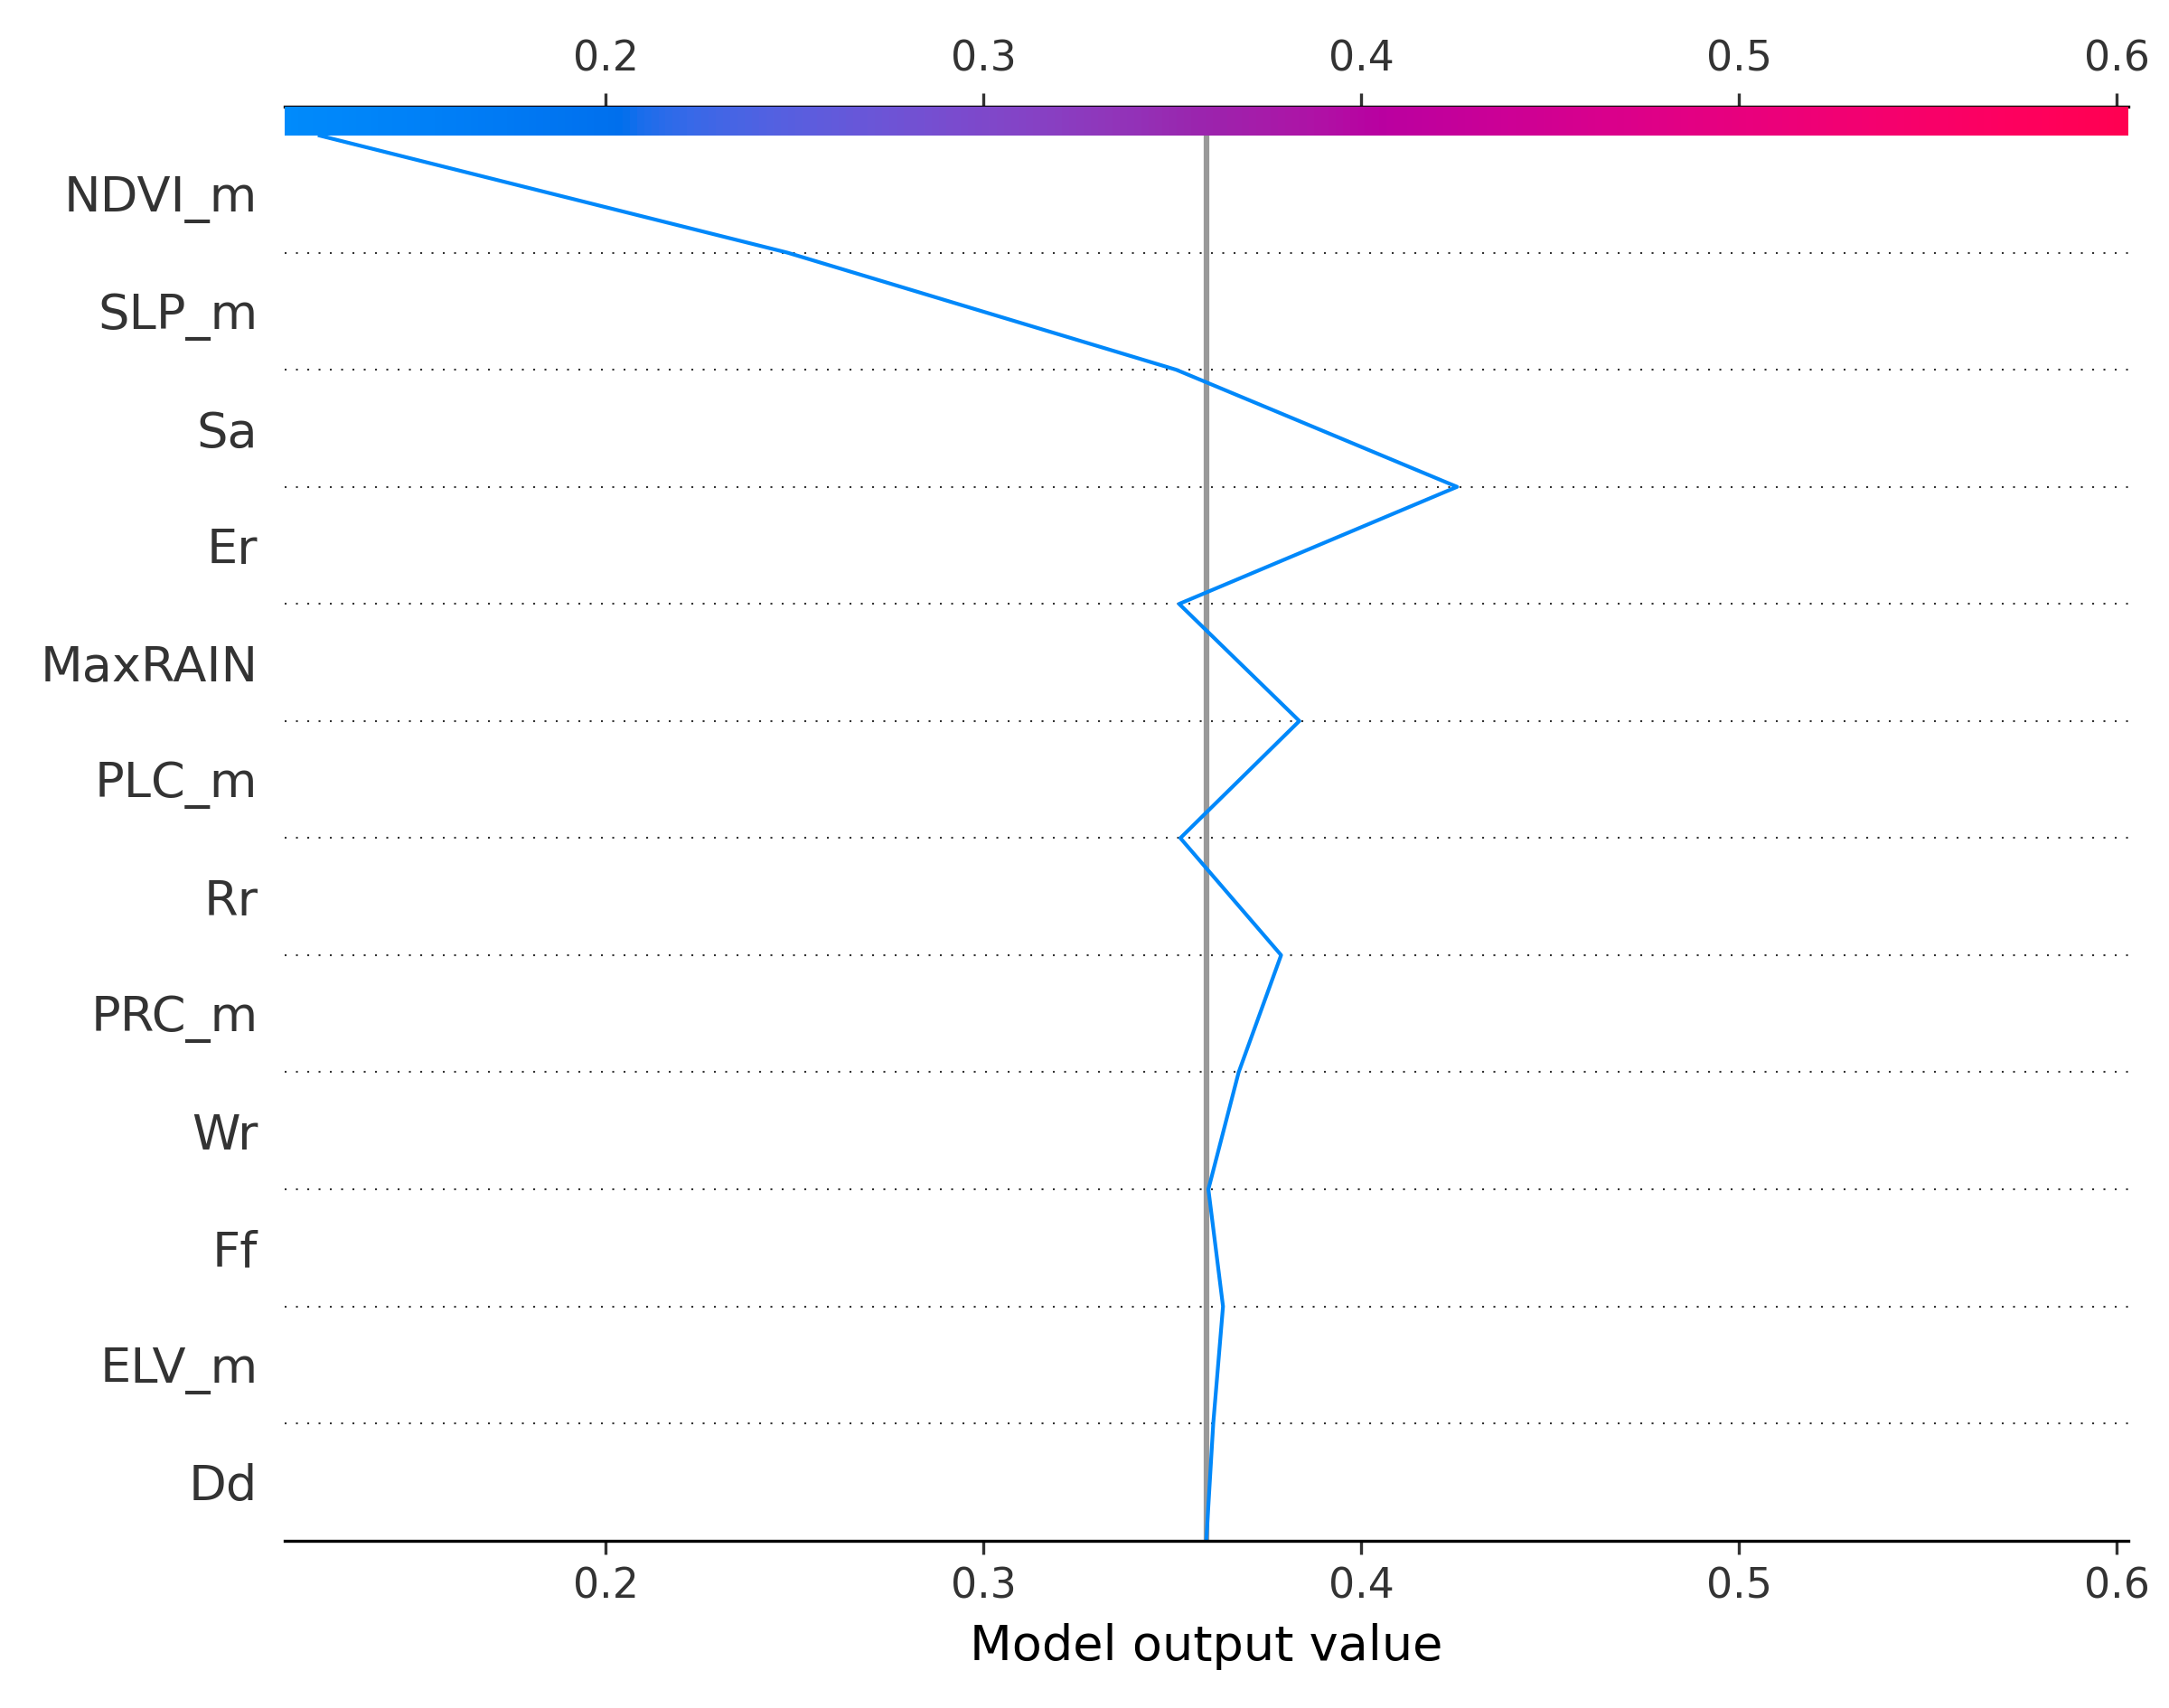 0.2 0.3 0.4 0.5 0.6
NDVI_m
SLP_m
Sa
Er
MaxRAIN
PLC_m
Rr
PRC_m
Wr
Ff
ELV_m
Dd
0.2 0.3 0.4 0.5 0.6
Model output value